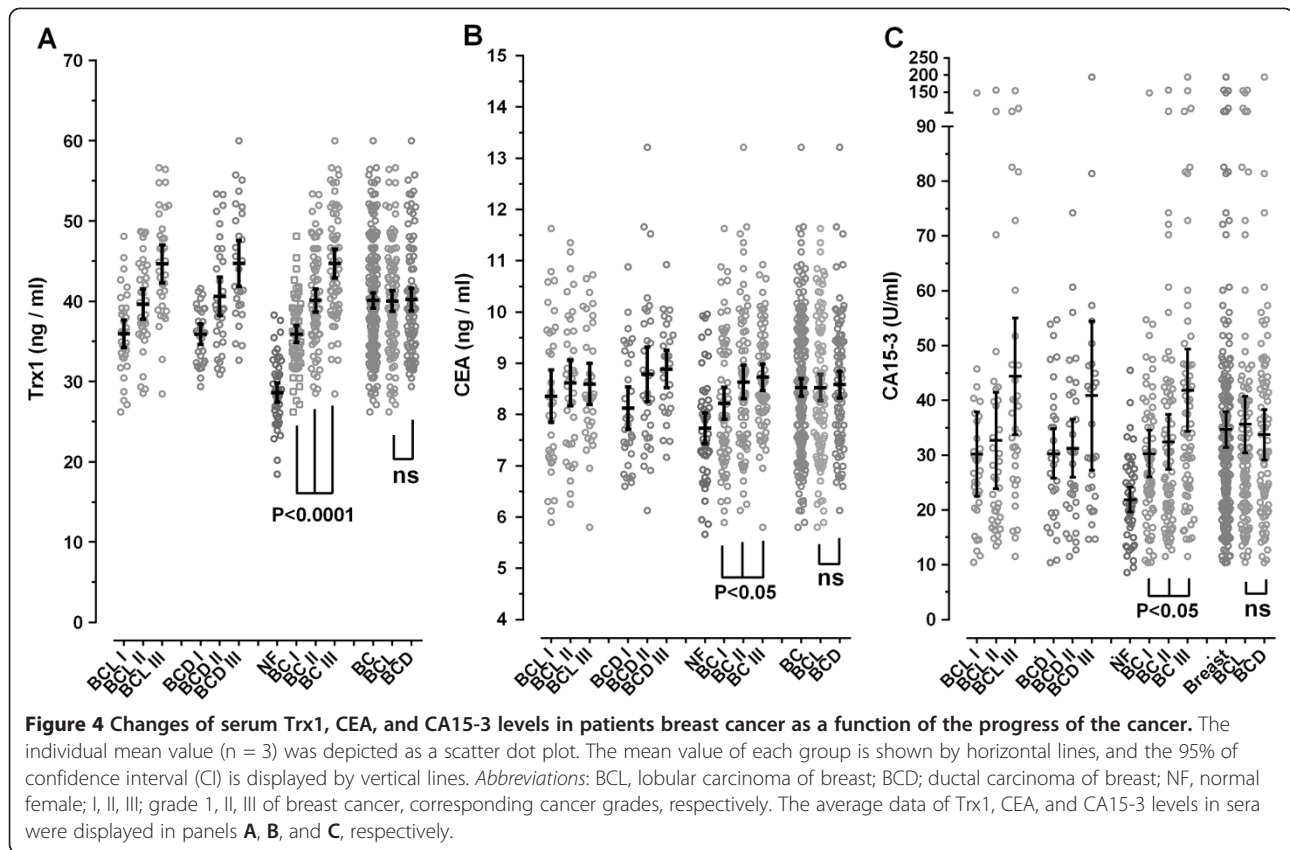 A
70
60
50
40
30
20
10
0
Trx1 (ng / ml)
P<0.0001
ns
BCL I
BCL II
BCL III
BCD I
BCD II
BCD III
NF
BC I
BC II
BC III
BC
BCL
BCD
B
15
14
13
12
11
10
9
8
7
6
5
4
CEA (ng / ml)
P<0.05
ns
BCL I
BCL II
BCL III
BCD I
BCD II
BCD III
NF
BC I
BC II
BC III
BC
BCL
BCD
C
250
200
150
100
90
80
70
60
50
40
30
20
10
0
CA15-3 (U/ml)
P<0.05
ns
BCL I
BCL II
BCL III
BCD I
BCD II
BCD III
NF
BC I
BC II
BC III
Breast
BCL
BCD
Figure 4 Changes of serum Trx1, CEA, and CA15-3 levels in patients breast cancer as a function of the progress of the cancer. The
individual mean value (n = 3) was depicted as a scatter dot plot. The mean value of each group is shown by horizontal lines, and the 95% of
confidence interval (CI) is displayed by vertical lines. Abbreviations: BCL, lobular carcinoma of breast; BCD; ductal carcinoma of breast; NF, normal
female; I, II, III; grade 1, II, III of breast cancer, corresponding cancer grades, respectively. The average data of Trx1, CEA, and CA15-3 levels in sera
were displayed in panels A, B, and C, respectively.